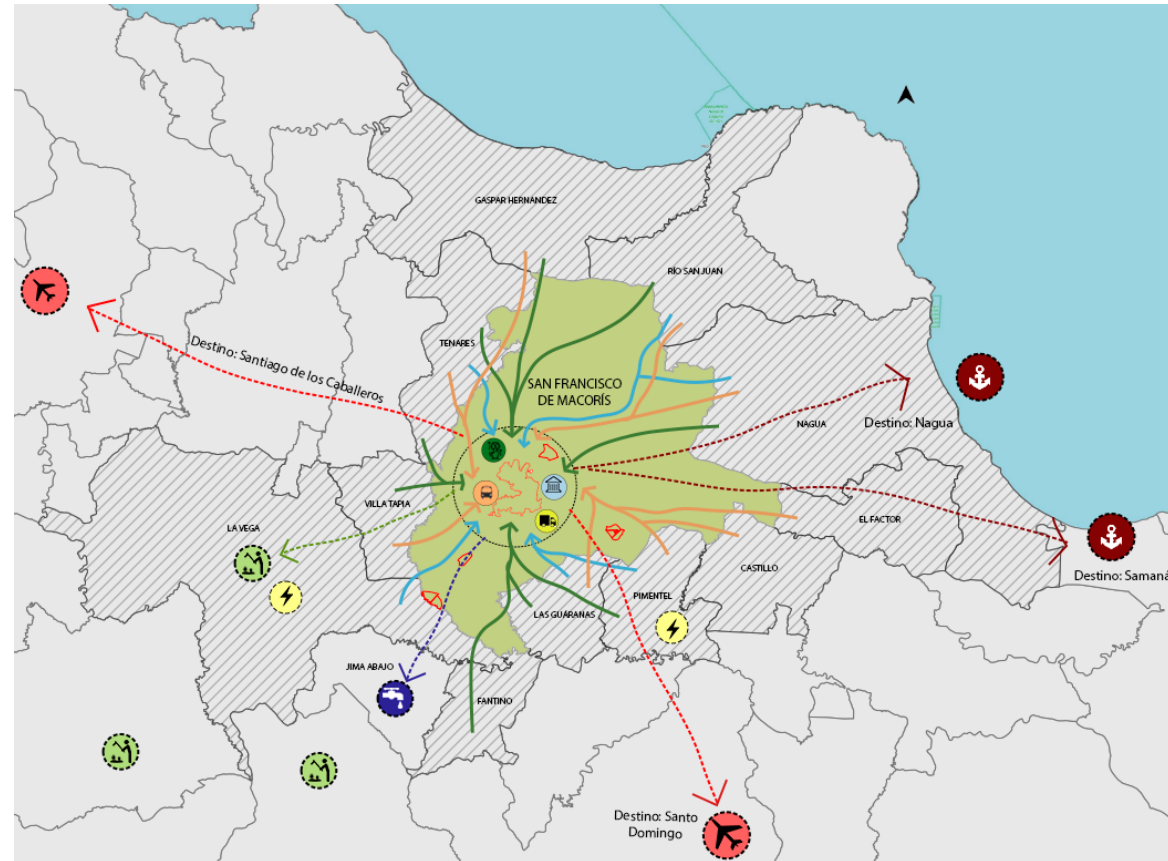 GASPAR HERNANDEZ
RÍO SAN JUAN
TENARES
Destino: Santiago de los Caballeros
SAN FRANCISCO
DE MACORÍS
NAGUA
Destino: Nagua
VILLA TAPIA
LA VEGA
EL FACTOR
CASTILLO
Destino: Samaná
PIMENTEL
LAS GUÁRANAS
JIMA ABAJO
FANTINO
Destino: Santo
Domingo